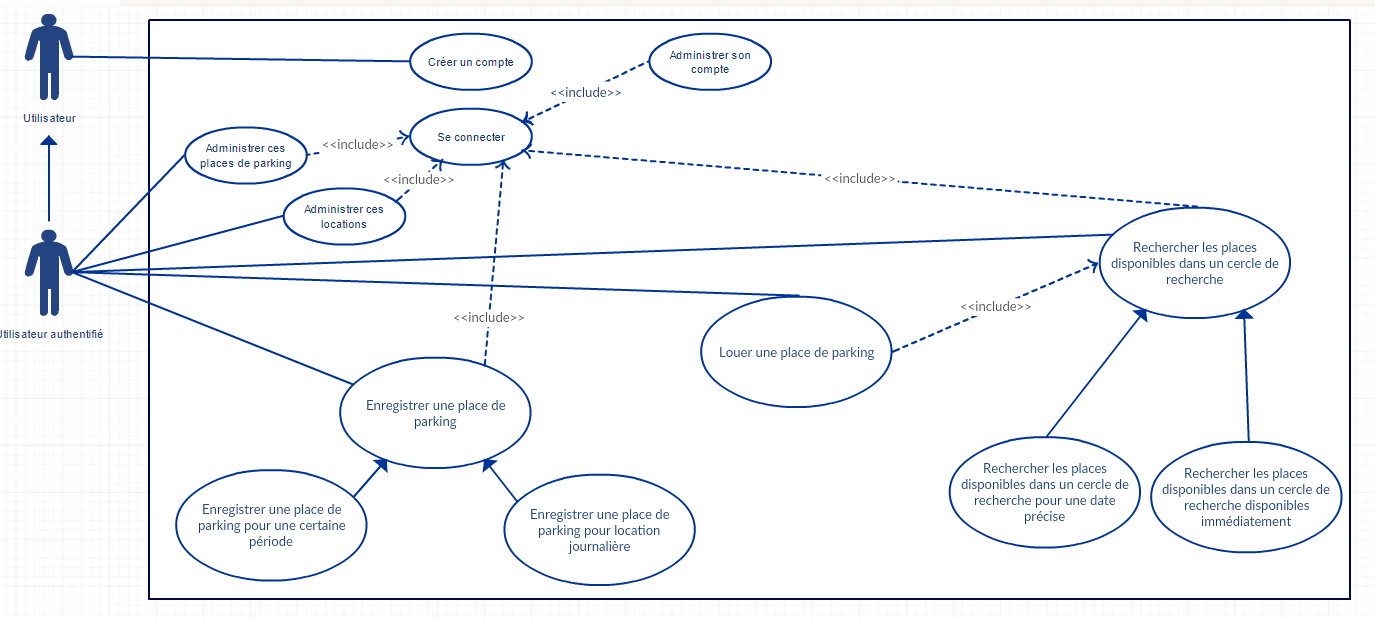 Utilisateur
Créer un compte
Administrer son
compte
<<include>>
Se connecter
Administrer ces
places de parking
<<include>>
Administrer ces
locations
<<include>>
<<include>>
Utilisateur authentifié
Rechercher les places
disponibles dans un cercle de
recherche
<<include>>
<<include>>
Louer une place de parking
Enregistrer une place de
parking
Enregistrer une place de
parking pour une certaine
période
Enregistrer une place de
parking pour location
journalière
Rechercher les places
disponibles dans un cercle de
recherche pour une date
précise
Rechercher les places
disponibles dans un cercle de
recherche disponibles
immédiatement